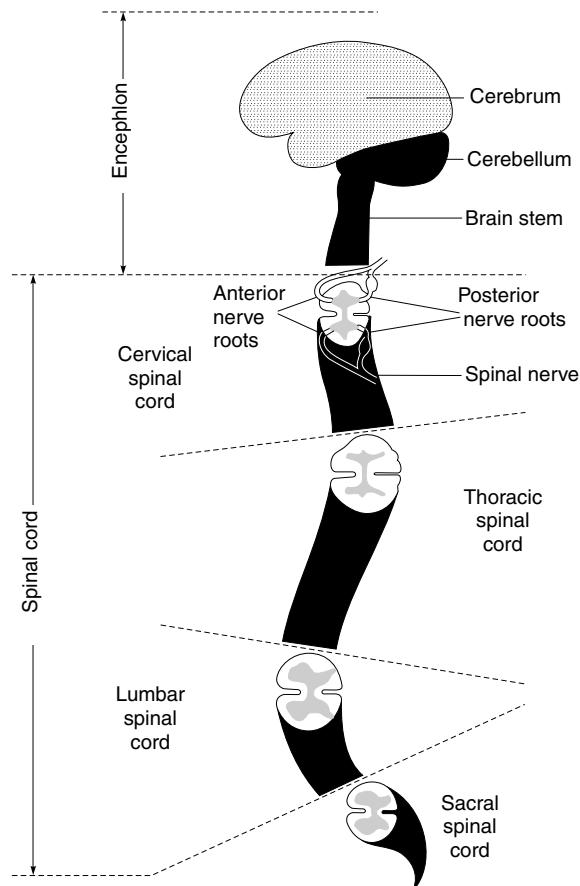 Encephlon
Cerebrum
Cerebellum
Brain stem
Anterior
nerve
roots
Posterior
nerve roots
Cervical
spinal
cord
Spinal nerve
Spinal cord
Thoracic
spinal
cord
Lumbar
spinal
cord
Sacral
spinal
cord